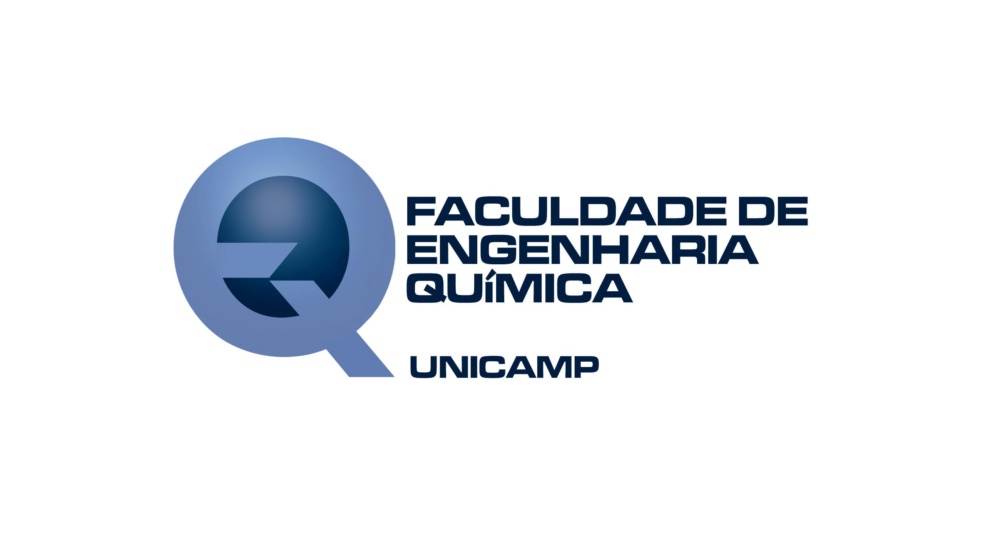 FACULDADE DE
ENGENHARIA
QUíMICA
UNICAMP